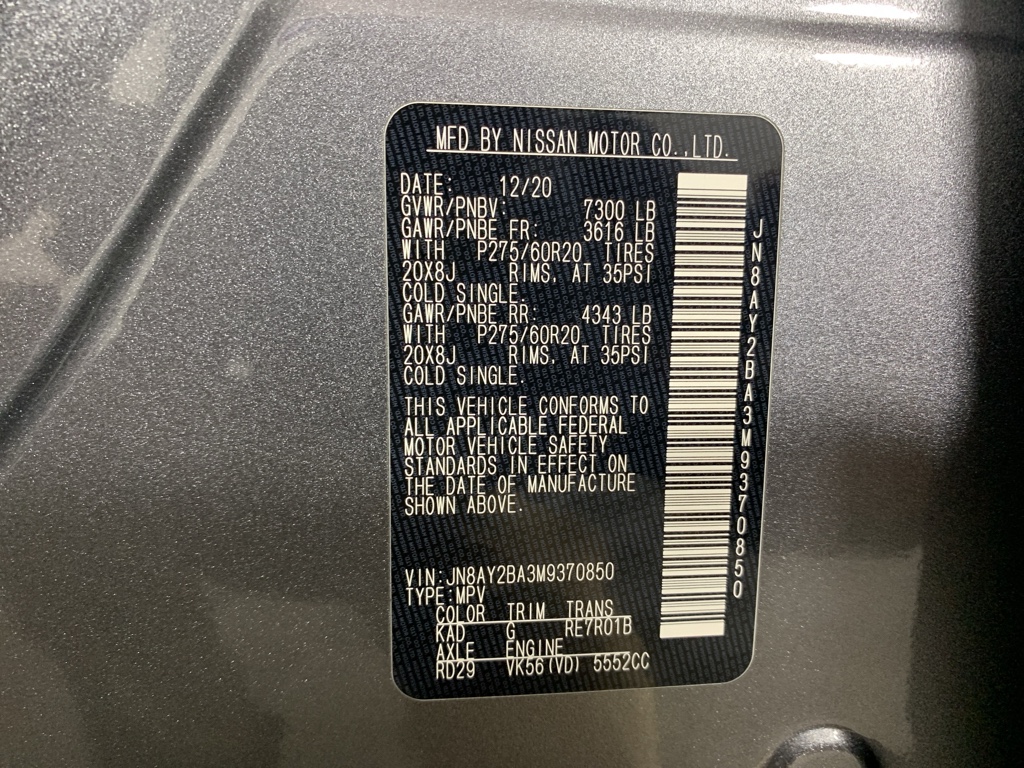 MFD BY NISSAN MOTOR CO.,LTD.
DATE: 12/20
GVWR/PNBV: 7300 LB
GAWR/PNBE FR: 3616 LB
WITH P275/60R20 TIRES
20X8J RIMS, AT 35PSI
COLD SINGLE.
GAWR/PNBE RR: 4343 LB
WITH P275/60R20 TIRES
20X8J RIMS, AT 35PSI
COLD SINGLE.
THIS VEHICLE CONFORMS TO
ALL APPLICABLE FEDERAL
MOTOR VEHICLE SAFETY
STANDARDS IN EFFECT ON
THE DATE OF MANUFACTURE
SHOWN ABOVE.
VIN:JN8AY2BA3M9370850
TYPE:MPV
COLOR TRIM TRANS
KAD G RE7R01B
AXLE ENGINE
RD29 VK56(VD) 5552CC
JN8AY2BA3M9370850